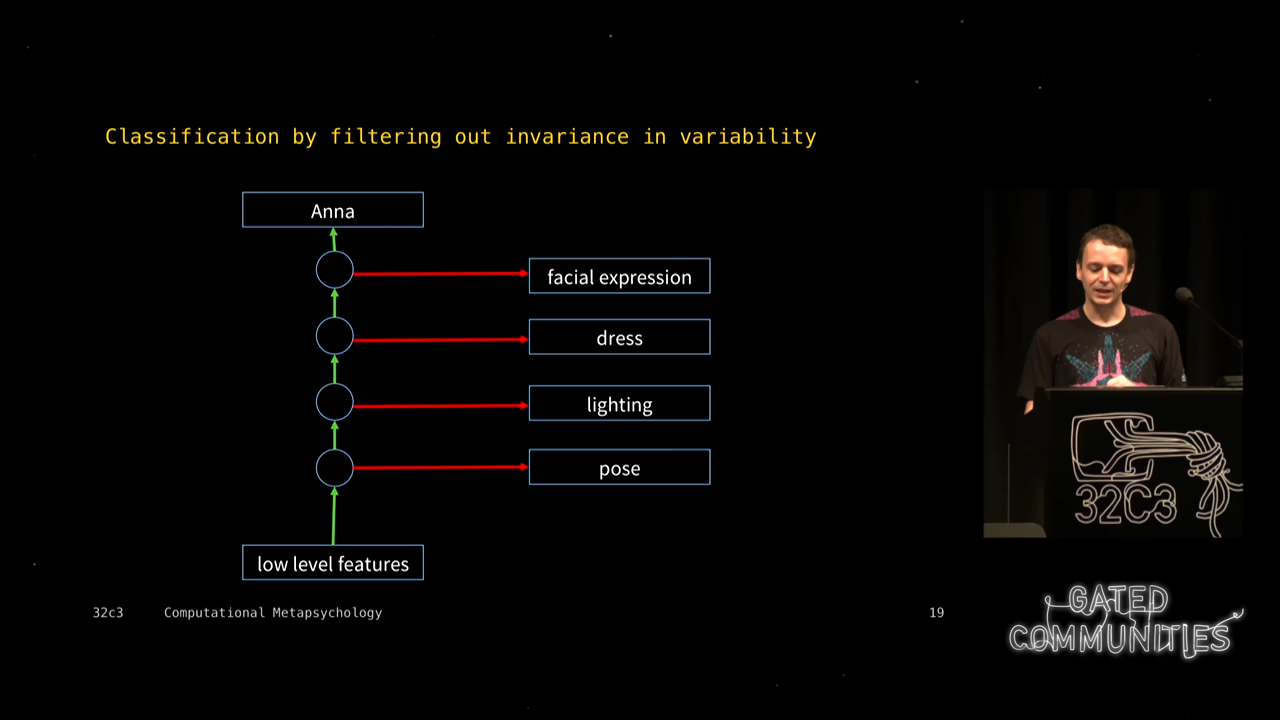 Classification by filtering out invariance in variability
Anna
facial expression
dress
lighting
pose
low level features
32c3 Computational Metapsychology 19
32C3
GATED
COMMUNITIES